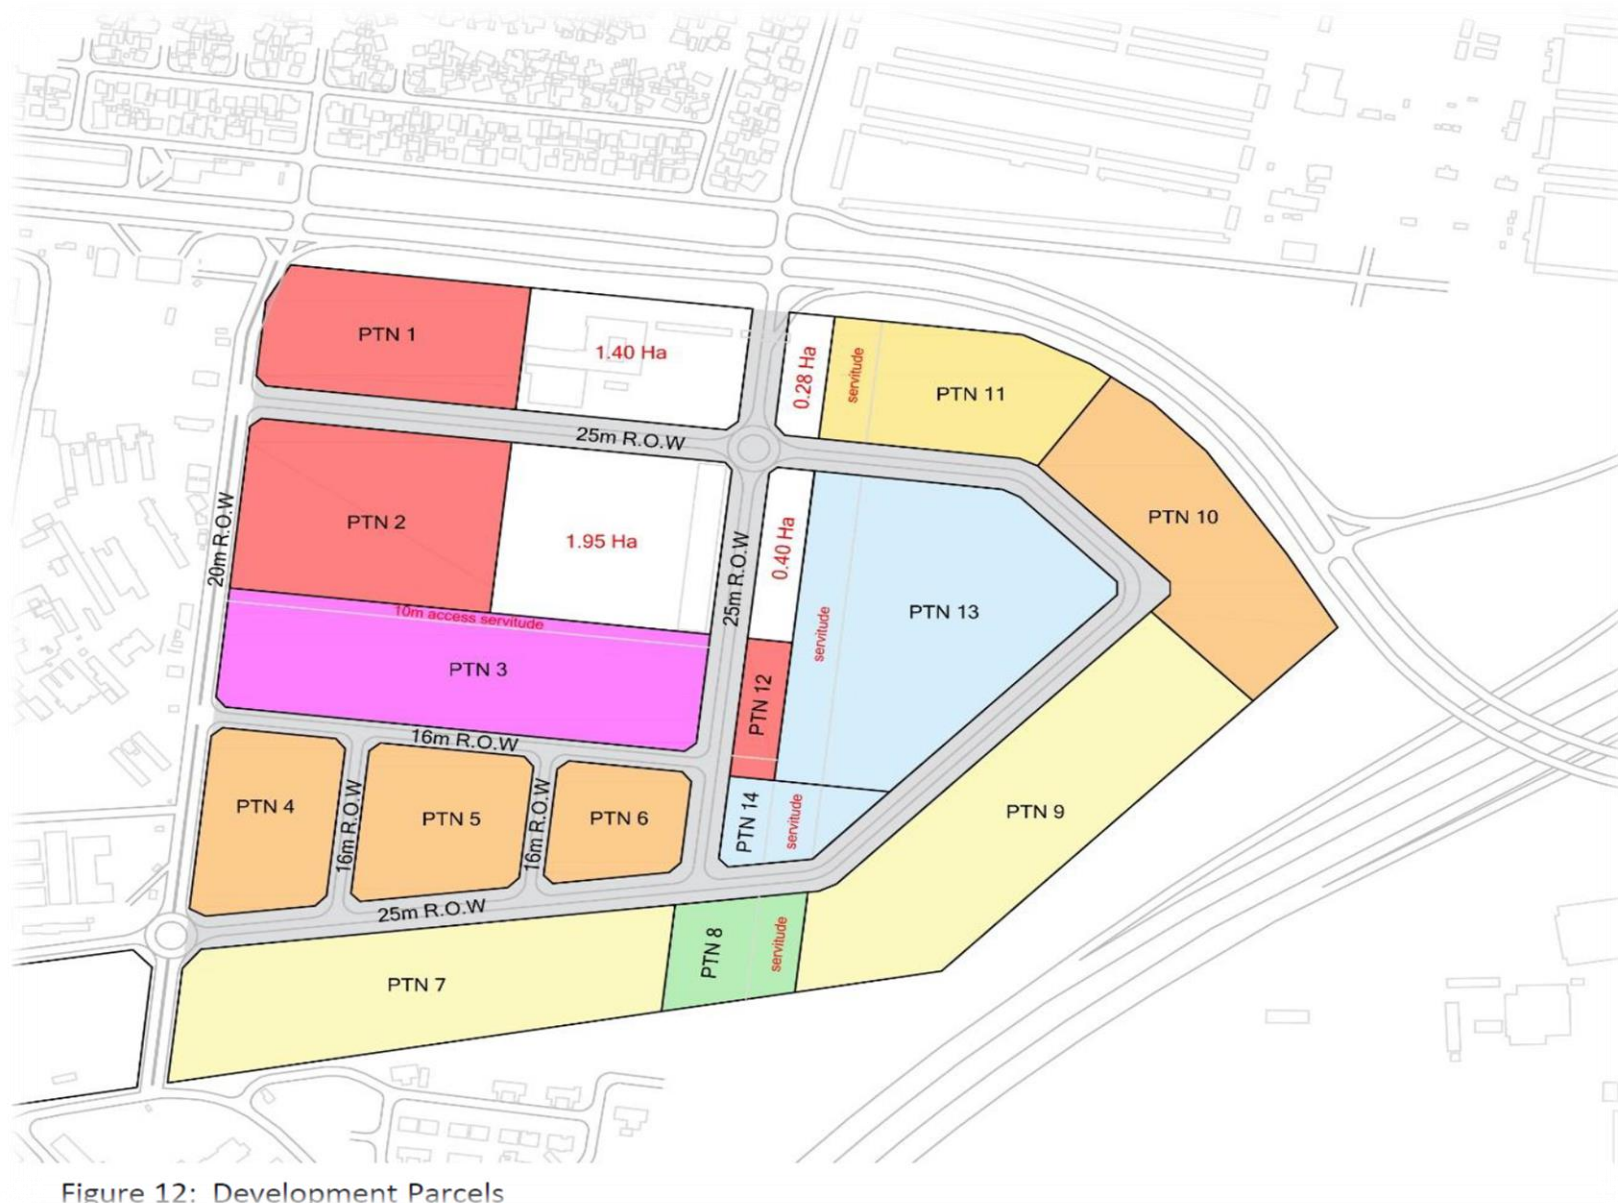 PTN 1
1.40 Ha
0.28 Ha
servitude
PTN 11
25m R.O.W
PTN 10
20m R.O.W
PTN 2
1.95 Ha
25m R.O.W
0.40 Ha
servitude
PTN 13
10m access servitude
PTN 3
PTN 12
16m R.O.W
PTN 4
16m R.O.W
PTN 5
16m R.O.W
PTN 6
PTN 14
servitude
PTN 9
25m R.O.W
PTN 7
PTN 8
servitude
Figure 12: Development Parcels